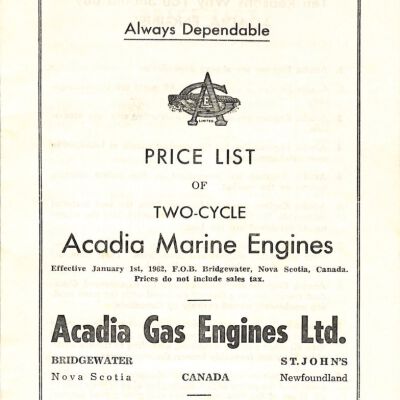 Always Dependable
LIMITED
PRICE LIST
OF
TWO-CYCLE
Acadia Marine Engines
Effective January 1st, 1962, F.O.B. Bridgewater, Nova Scotia, Canada.
Prices do not include sales tax.
Acadia Gas Engines Ltd.
BRIDGEWATER ST. JOHN'S
Nova Scotia CANADA Newfoundland